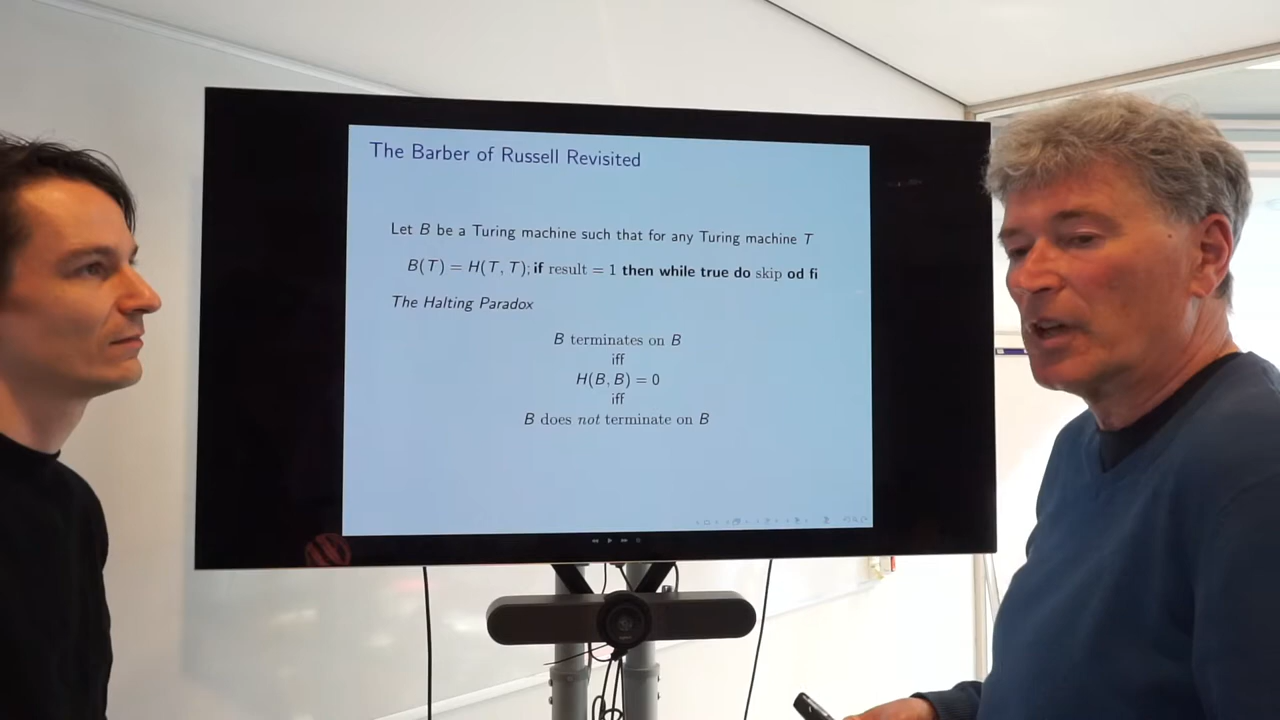 The Barber of Russell Revisited
Let B be a Turing machine such that for any Turing machine T
B(T) = H(T, T); if result = 1 then while true do skip od fi
The Halting Paradox
B terminates on B
iff
H(B, B) = 0
iff
B does not terminate on B